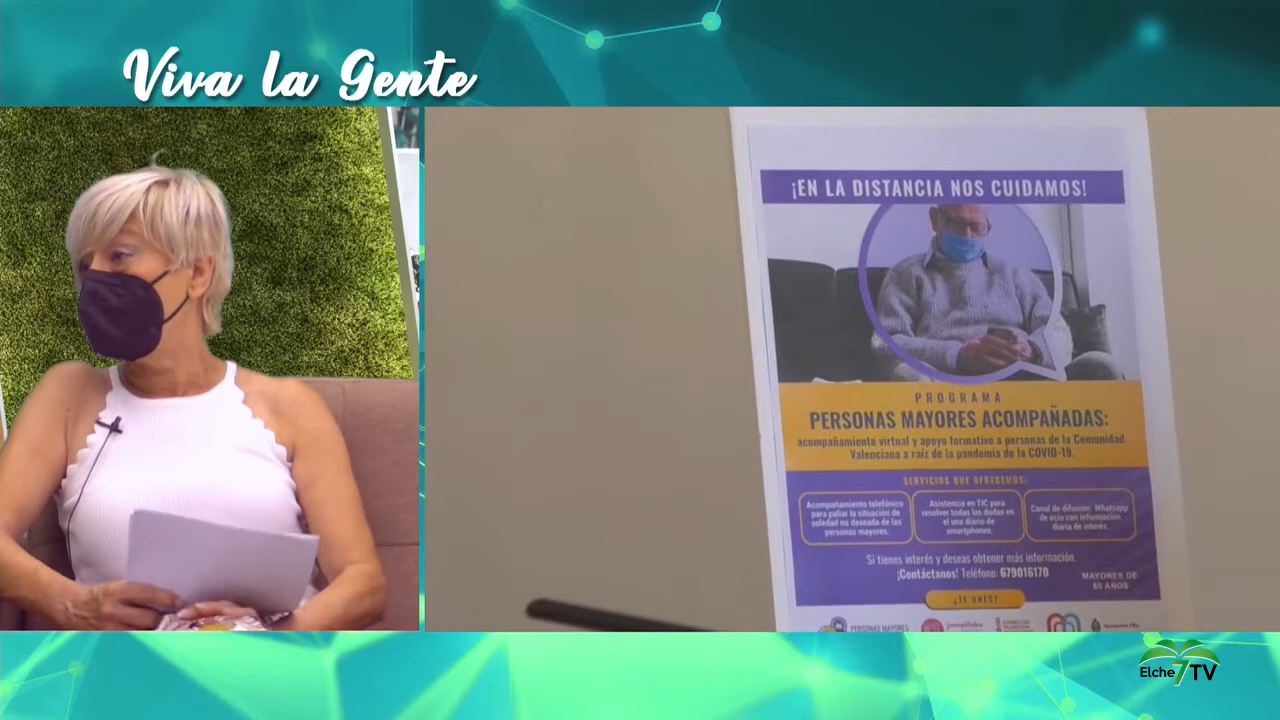 Viva la Gente
¡EN LA DISTANCIA NOS CUIDAMOS!
PROGRAMA
PERSONAS MAYORES ACOMPAÑADAS:
acompañamiento virtual y apoyo formativo a personas de la Comunidad
Valenciana a raíz de la pandemia de la COVID-19.
SERVICIOS QUE OFRECEMOS:
Acompañamiento telefónico
para paliar la situación de
soledad no deseada de las
personas mayores.
Asistencia en TIC para
resolver todas las dudas en
el uso diario de
smartphones.
Canal de difusión: Whatsapp
de ocio con información
diaria de interés.
Si tienes interés y deseas obtener más información.
¡Contáctanos! Teléfono: 679016170
MAYORES DE
60 AÑOS
¿TE UNES?
PERSONAS MAYORES
Elche 7 TV